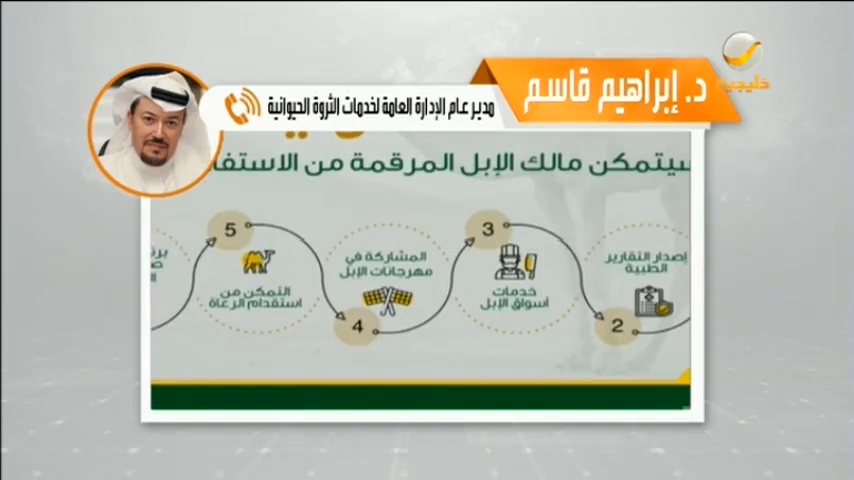 خليجية
د. إبراهيم قاسم
مدير عام الإدارة العامة لخدمات الثروة الحيوانية
سيتمكن مالك الإبل المرقمة من
إصدار التقارير
الطبية
2
3
خدمات
أسواق الإبل
المشاركة في
مهرجانات الإبل
4
5
التمكن من
استقدام الرعاة